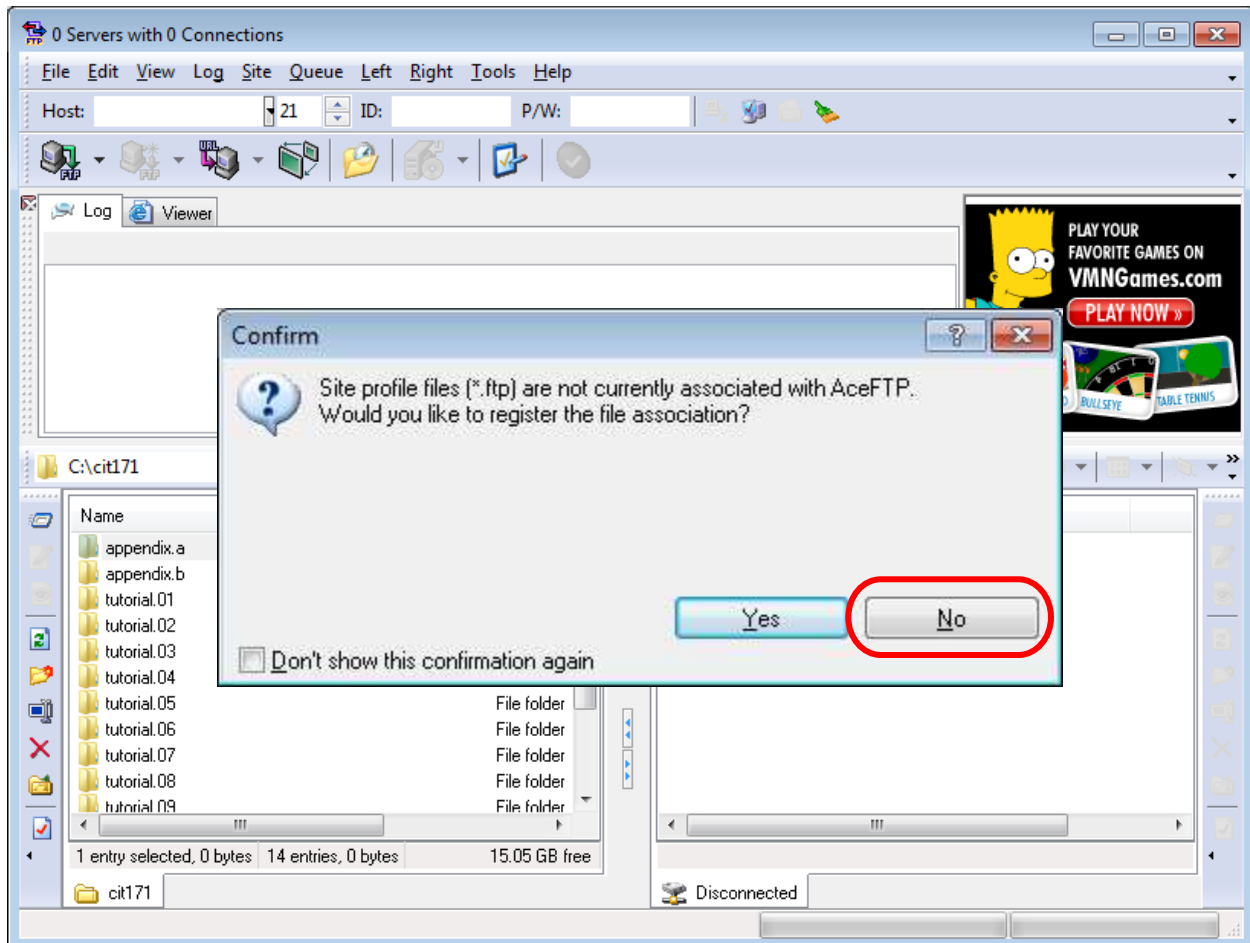 0 Servers with 0 Connections
File Edit View Log Site Queue Left Right Tools Help
Host: 21 ID: P/W:
FTP FTP URL
Log Viewer
PLAY YOUR
FAVORITE GAMES ON
VMNGames.com
PLAY NOW »
BULLSEYE TABLE TENNIS
Confirm
Site profile files (*.ftp) are not currently associated with AceFTP.
Would you like to register the file association?
Yes No
Don't show this confirmation again
C:\cit171
Name
appendix.a
appendix.b
tutorial.01
tutorial.02
tutorial.03
tutorial.04
tutorial.05 File folder
tutorial.06 File folder
tutorial.07 File folder
tutorial.08 File folder
tutorial.09 File folder
1 entry selected, 0 bytes 14 entries, 0 bytes 15.05 GB free
cit171 Disconnected